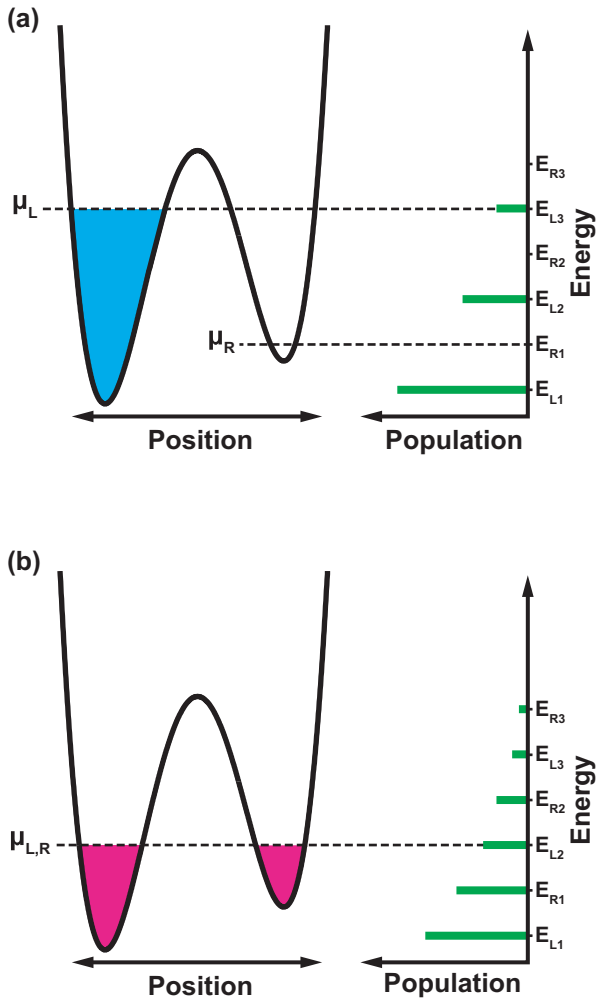 (a)
μL
μR
ER3
EL3
ER2
EL2
ER1
EL1
Energy
Position
Population
(b)
μL,R
ER3
EL3
ER2
EL2
ER1
EL1
Energy
Position
Population